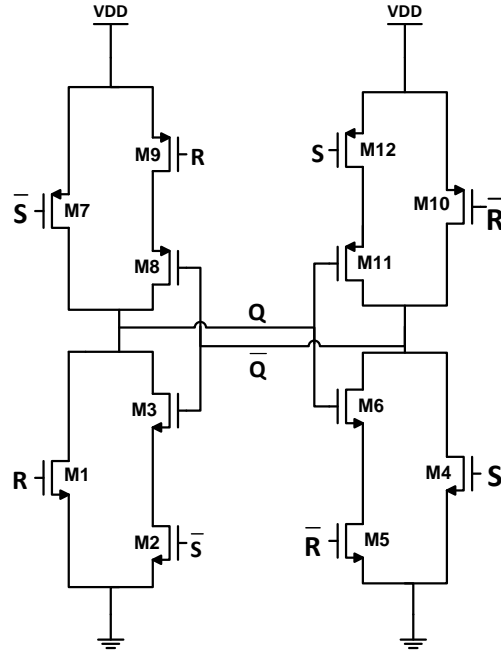 VDD VDD
M9 R S M12
S̅ M7 M10 R̅
M8 M11
Q
Q̅
M3 M6
R M1 M4 S
M2 S̅ R̅ M5